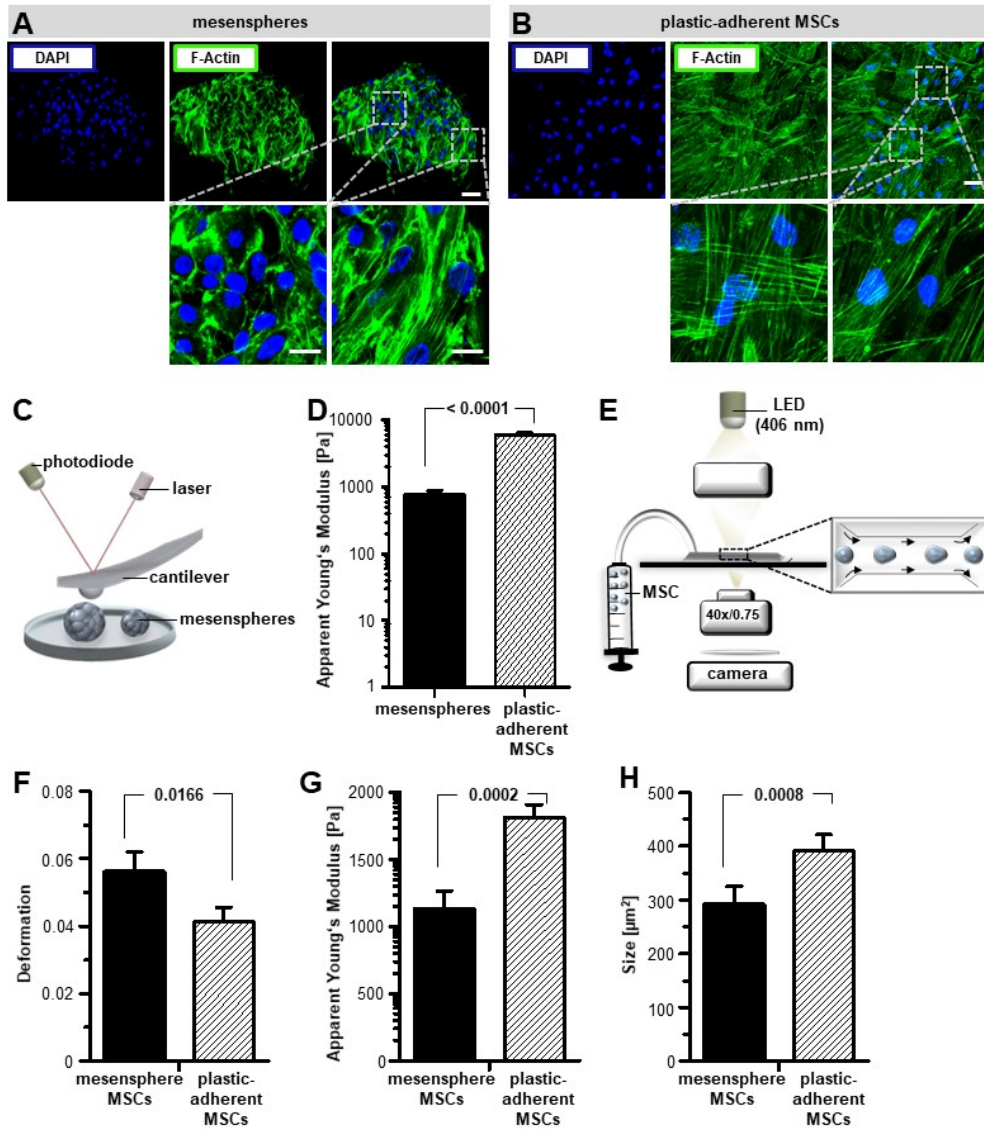 A
mesenspheres
DAPI
F-Actin
B
plastic-adherent MSCs
DAPI
F-Actin
C
photodiode
laser
cantilever
mesenspheres
D
Apparent Young's Modulus [Pa]
10000
1000
100
10
1
< 0.0001
mesenspheres
plastic-
adherent
MSCs
E
LED
(406 nm)
MSC
40x/0.75
camera
F
Deformation
0.08
0.06
0.04
0.02
0
0.0166
mesensphere
MSCs
plastic-
adherent
MSCs
G
Apparent Young's Modulus [Pa]
2000
1500
1000
500
0
0.0002
mesensphere
MSCs
plastic-
adherent
MSCs
H
Size [µm²]
500
400
300
200
100
0
0.0008
mesensphere
MSCs
plastic-
adherent
MSCs